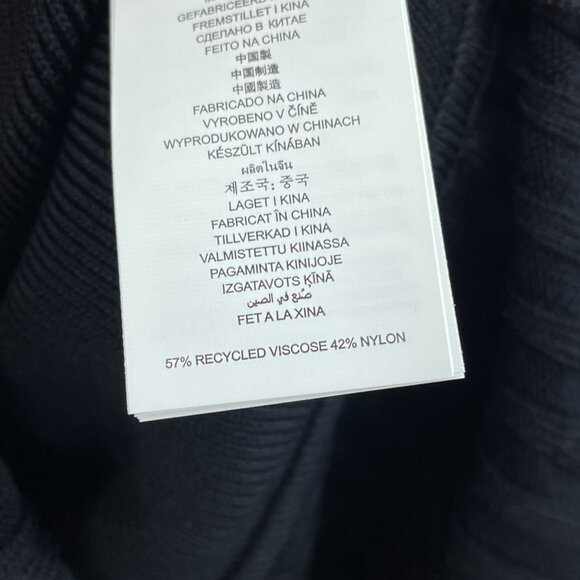 FREMSTILLET I KINA
СДЕЛАНО В КИТАЕ
FEITO NA CHINA
中国製
中国制造
中國製造
FABRICADO NA CHINA
VYROBENO V ČÍNĚ
WYPRODUKOWANO W CHINACH
KÉSZÜLT KÍNÁBAN
ผลิตในจีน
제조국: 중국
LAGET I KINA
FABRICAT ÎN CHINA
TILLVERKAD I KINA
VALMISTETTU KIINASSA
PAGAMINTA KINIJOJE
IZGATAVOTS ĶĪNĀ
صُنع في الصين
FET A LA XINA
57% RECYCLED VISCOSE 42% NYLON